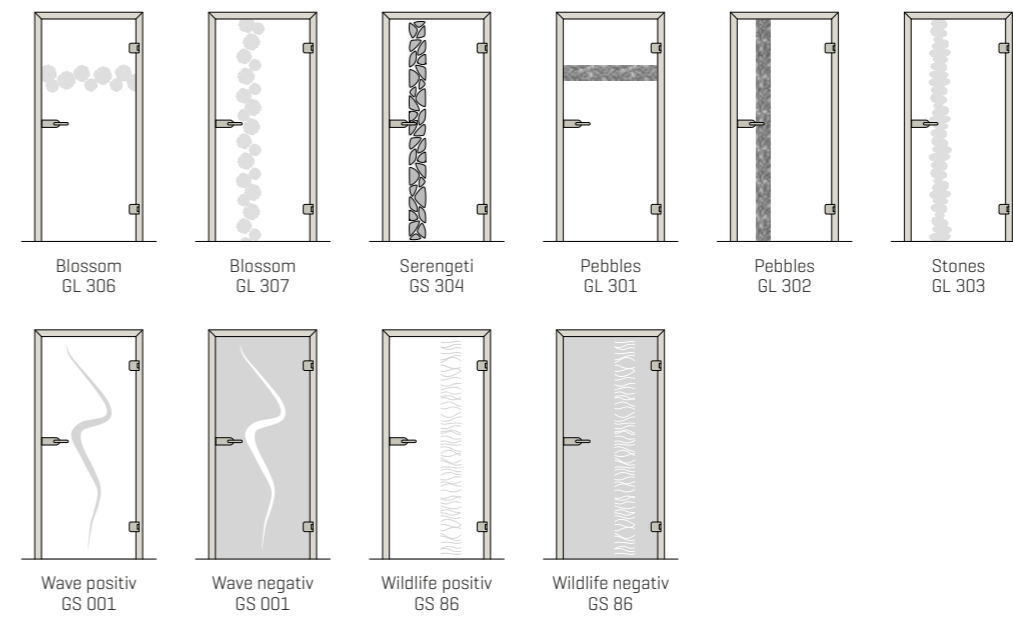 Blossom
GL 306
Blossom
GL 307
Serengeti
GS 304
Pebbles
GL 301
Pebbles
GL 302
Stones
GL 303
Wave positiv
GS 001
Wave negativ
GS 001
Wildlife positiv
GS 86
Wildlife negativ
GS 86